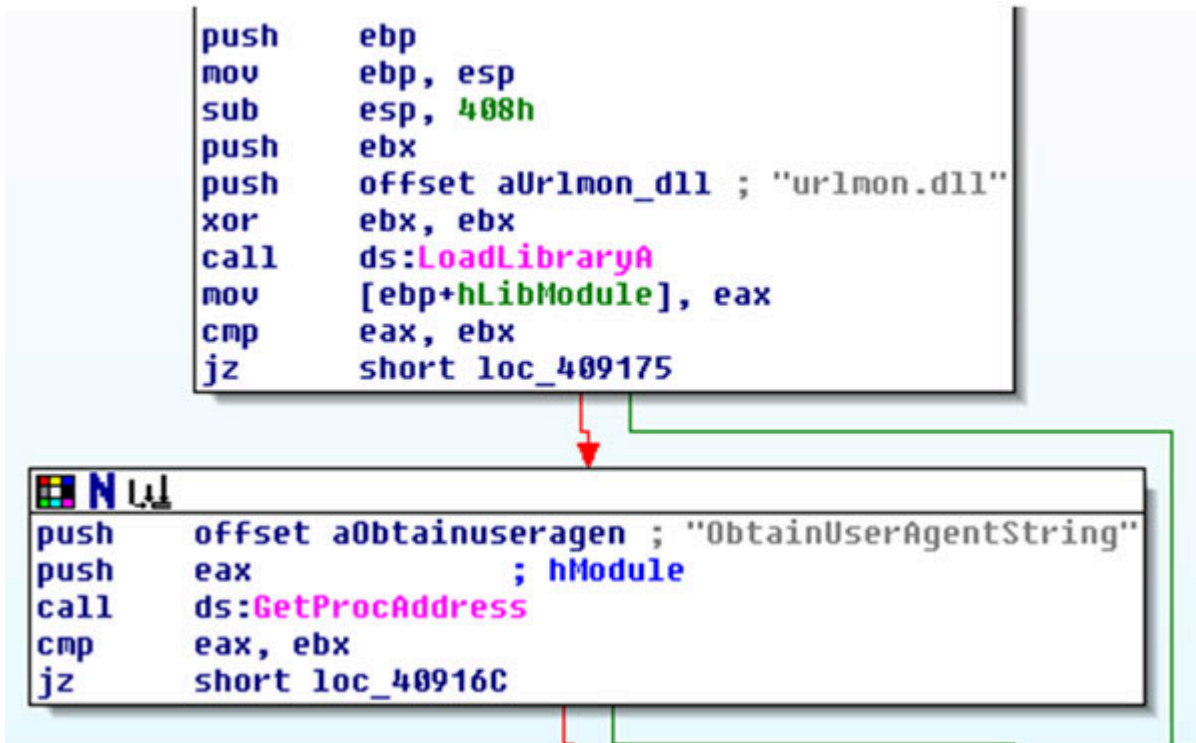 push ebp
mov ebp, esp
sub esp, 408h
push ebx
push offset aUrlmon_dll ; "urlmon.dll"
xor ebx, ebx
call ds:LoadLibraryA
mov [ebp+hLibModule], eax
cmp eax, ebx
jz short loc_409175
N
push offset aObtainuseragen ; "ObtainUserAgentString"
push eax ; hModule
call ds:GetProcAddress
cmp eax, ebx
jz short loc_40916C